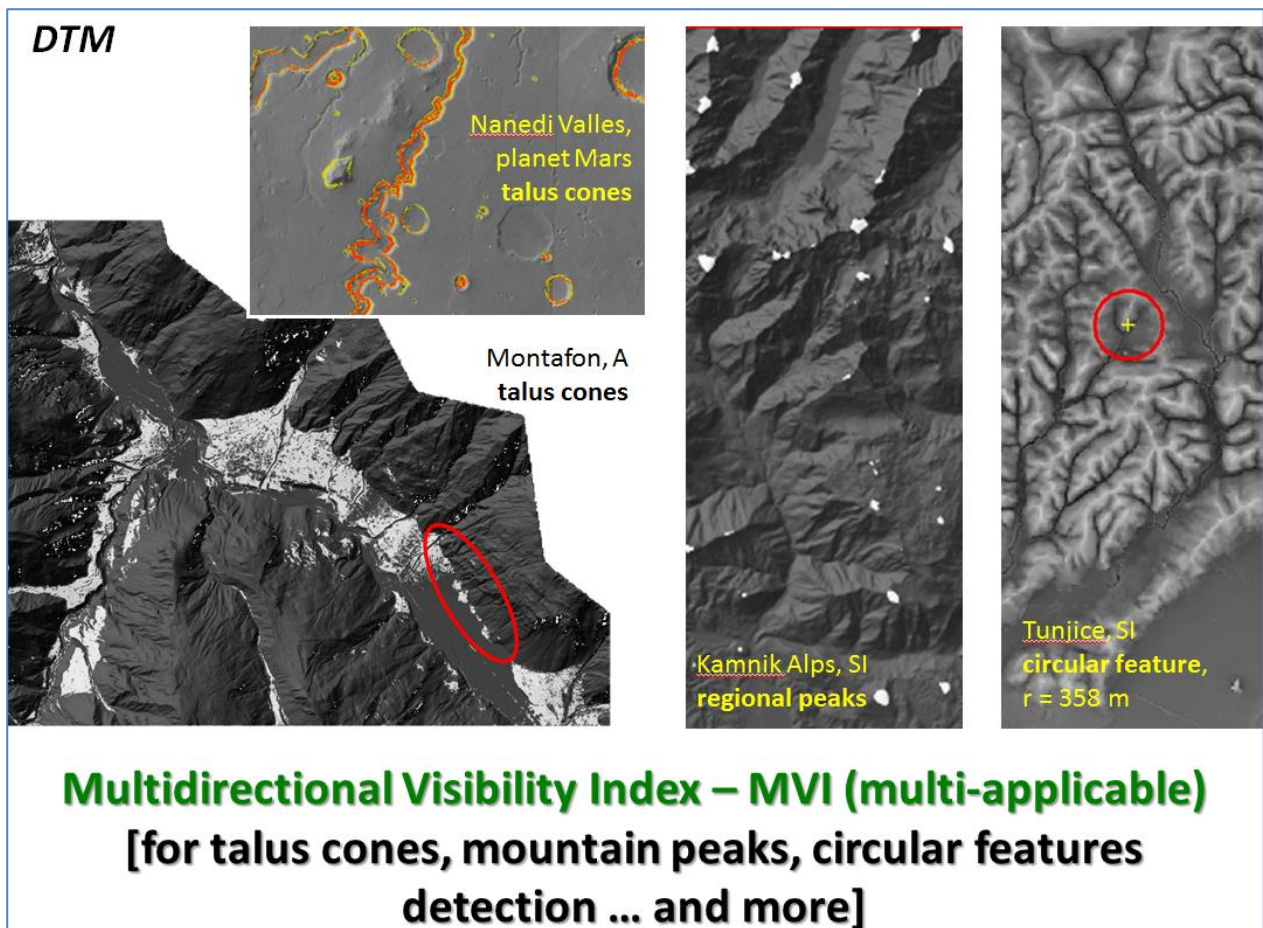 DTM
Nanedi Valles,
planet Mars
talus cones
Montafon, A
talus cones
Kamnik Alps, SI
regional peaks
Tunjice, SI
circular feature,
r = 358 m
Multidirectional Visibility Index – MVI (multi-applicable)
[for talus cones, mountain peaks, circular features
detection ... and more]